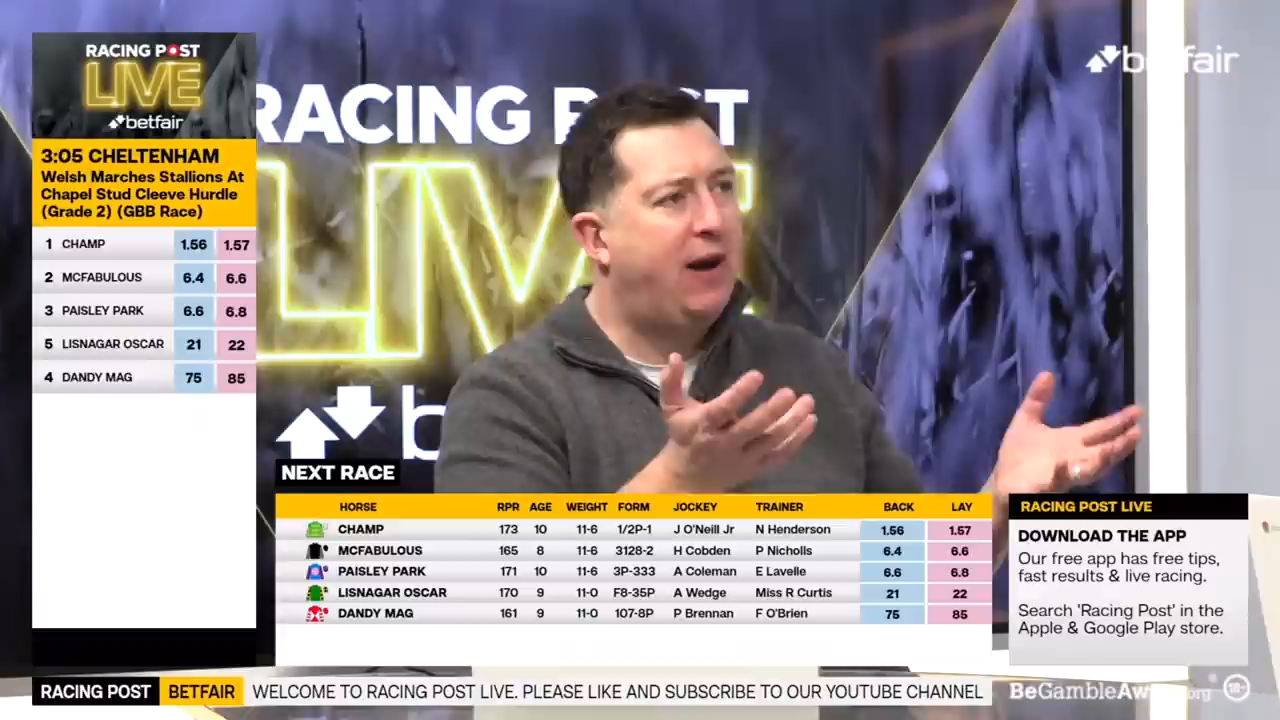 RACING POST
LIVE
betfair
3:05 CHELTENHAM
Welsh Marches Stallions At
Chapel Stud Cleeve Hurdle
(Grade 2) (GBB Race)
1 CHAMP 1.56 1.57
2 MCFABULOUS 6.4 6.6
3 PAISLEY PARK 6.6 6.8
5 LISNAGAR OSCAR 21 22
4 DANDY MAG 75 85
betfair
RACING POST
LIVE
NEXT RACE
HORSE RPR AGE WEIGHT FORM JOCKEY TRAINER BACK LAY
CHAMP 173 10 11-6 1/2P-1 J O'Neill Jr N Henderson 1.56 1.57
MCFABULOUS 165 8 11-6 3128-2 H Cobden P Nicholls 6.4 6.6
PAISLEY PARK 171 10 11-6 3P-333 A Coleman E Lavelle 6.6 6.8
LISNAGAR OSCAR 170 9 11-0 F8-35P A Wedge Miss R Curtis 21 22
DANDY MAG 161 9 11-0 107-8P P Brennan F O'Brien 75 85
RACING POST LIVE
DOWNLOAD THE APP
Our free app has free tips,
fast results & live racing.
Search 'Racing Post' in the
Apple & Google Play store.
RACING POST BETFAIR WELCOME TO RACING POST LIVE. PLEASE LIKE AND SUBSCRIBE TO OUR YOUTUBE CHANNEL
BeGambleAware.org 18+